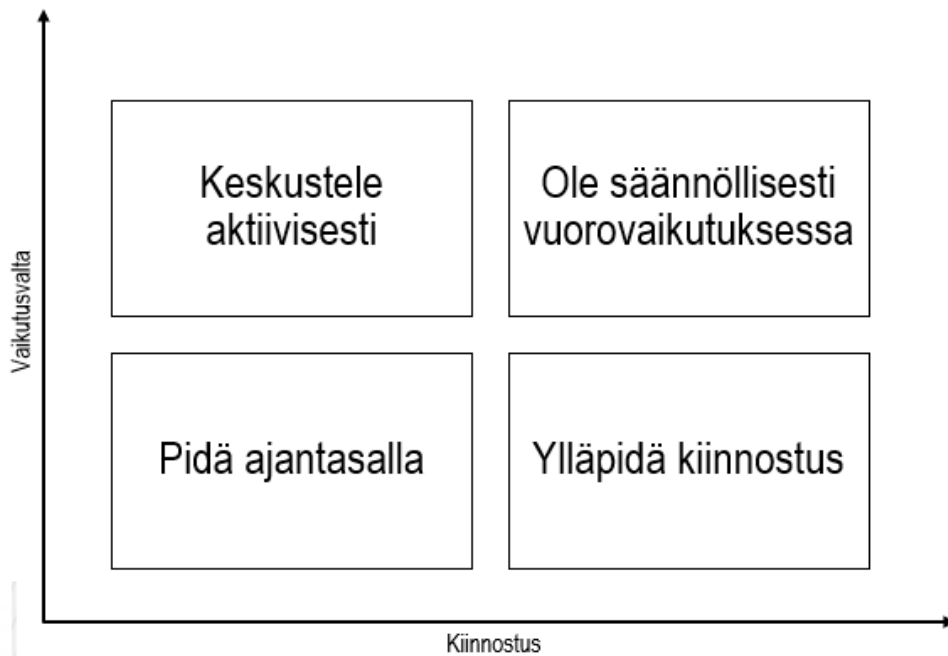 Keskustele
aktiivisesti
Ole säännöllisesti
vuorovaikutuksessa
Vaikutusvalta
Pidä ajantasalla
Ylläpidä kiinnostus
Kiinnostus